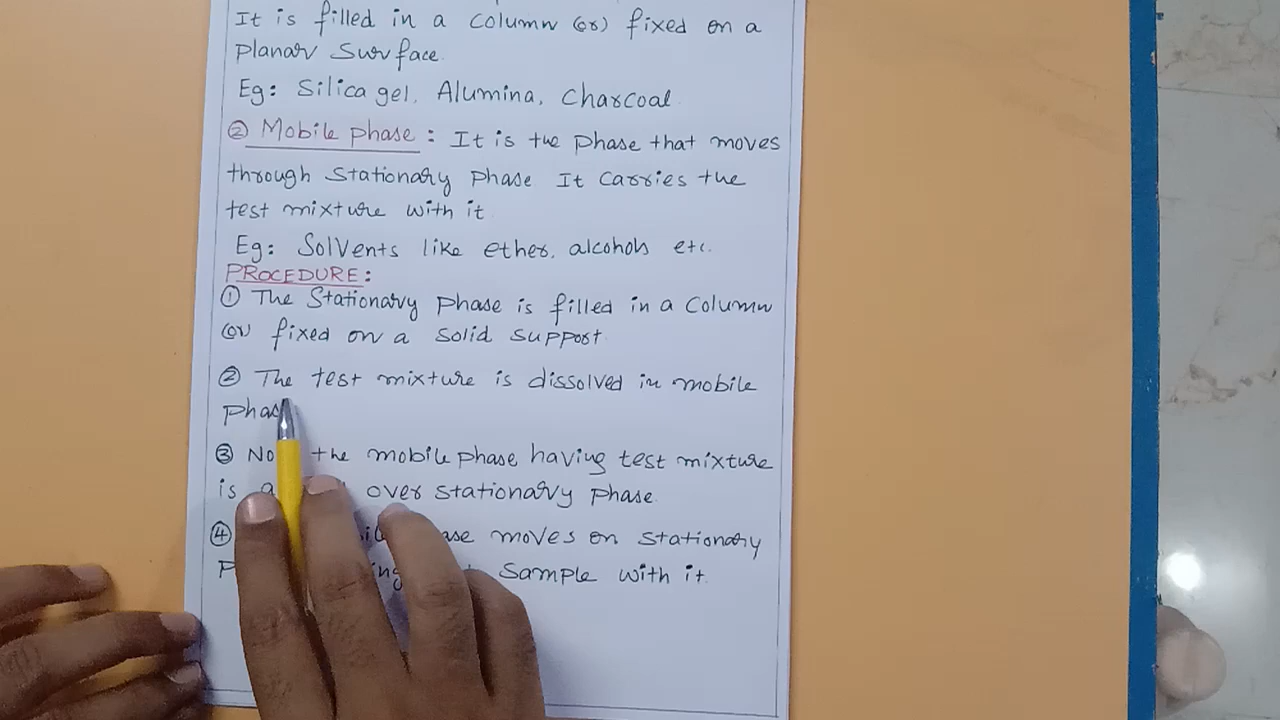 It is filled in a column (or) fixed on a
planar surface.
Eg: Silica gel, Alumina, Charcoal
② Mobile phase: It is the phase that moves
through stationary phase It carries the
test mixture with it.
Eg: Solvents like ether, alcohols etc.
PROCEDURE:
① The Stationary phase is filled in a column
(or) fixed on a solid support.
② The test mixture is dissolved in mobile
③ the mobile phase having test mixture
is over stationary phase.
④ moves on stationary
sample with it.